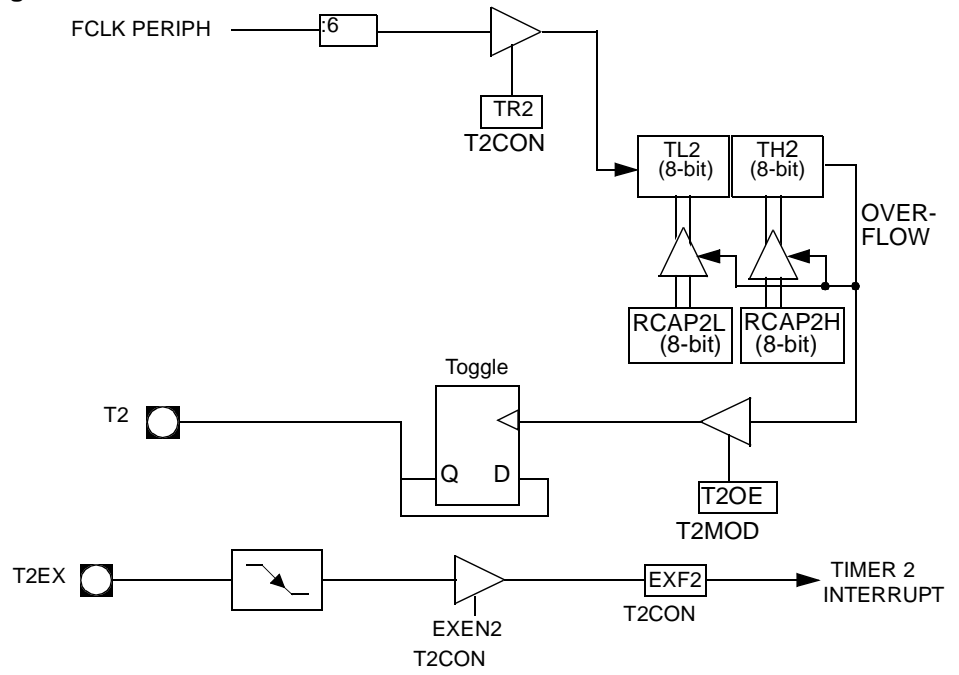 FCLK PERIPH
:6
TR2
T2CON
TL2
(8-bit)
TH2
(8-bit)
OVER-
FLOW
RCAP2L
(8-bit)
RCAP2H
(8-bit)
Toggle
T2
Q
D
T2OE
T2MOD
T2EX
EXEN2
T2CON
EXF2
T2CON
TIMER 2
INTERRUPT